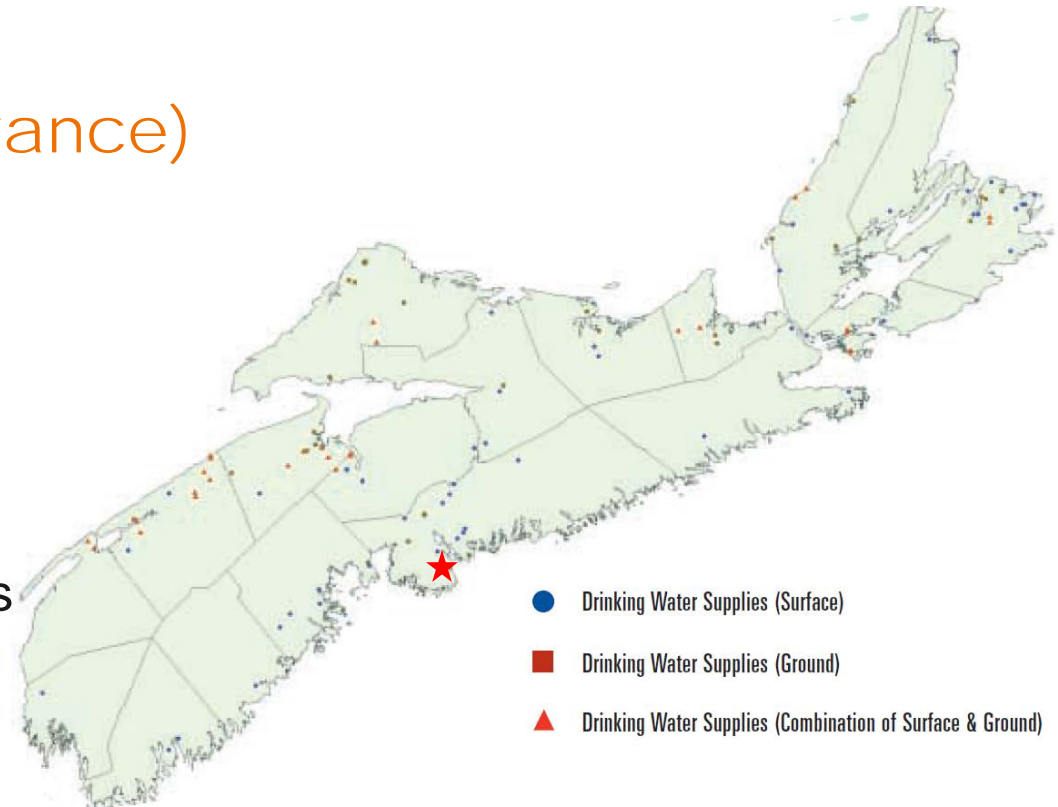 ance)
s
Drinking Water Supplies (Surface)
Drinking Water Supplies (Ground)
Drinking Water Supplies (Combination of Surface & Ground)